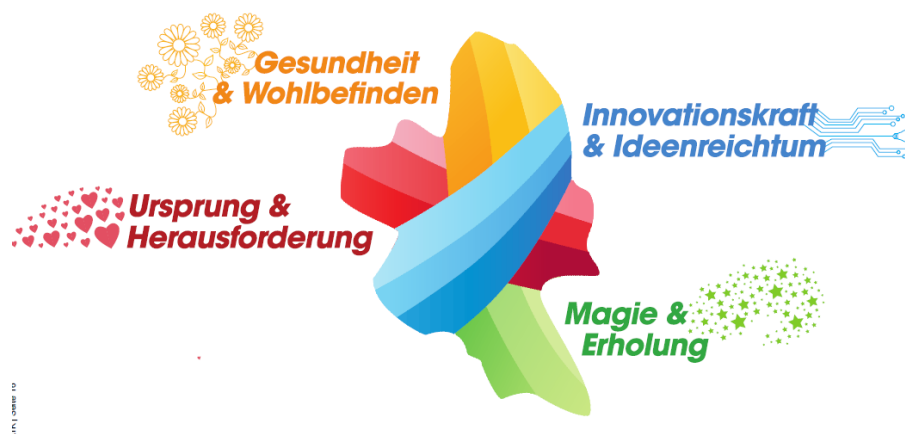 Gesundheit
& Wohlbefinden
Innovationskraft
& Ideenreichtum
Ursprung &
Herausforderung
Magie &
Erholung